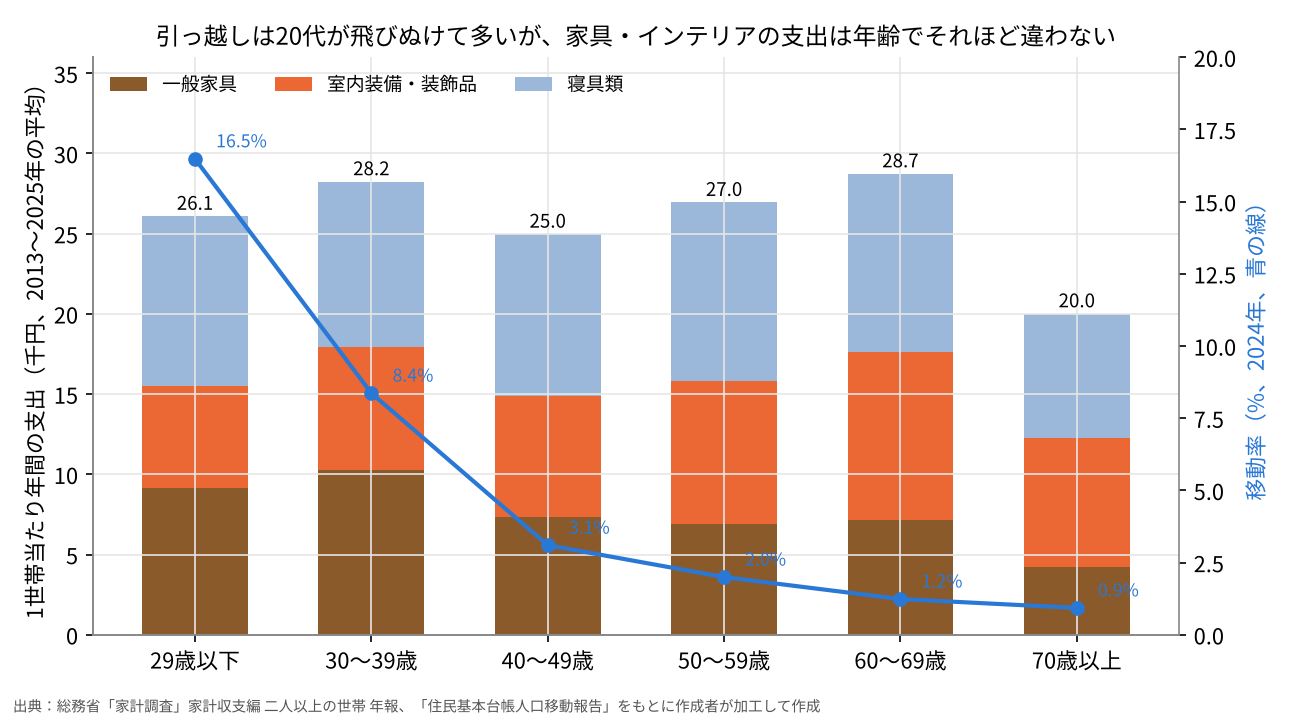 引っ越しは20代が飛びぬけて多いが、家具・インテリアの支出は年齢でそれほど違わない
一般家具
室内装備・装飾品
寝具類
1世帯当たり年間の支出（千円、2013～2025年の平均）
35
30
25
20
15
10
5
0
26.1
28.2
25.0
27.0
28.7
20.0
16.5%
8.4%
3.1%
2.0%
1.2%
0.9%
20.0
17.5
15.0
12.5
10.0
7.5
5.0
2.5
0.0
移動率（%、2024年、青の線）
29歳以下
30～39歳
40～49歳
50～59歳
60～69歳
70歳以上
出典：総務省「家計調査」家計収支編 二人以上の世帯 年報、「住民基本台帳人口移動報告」をもとに作成者が加工して作成